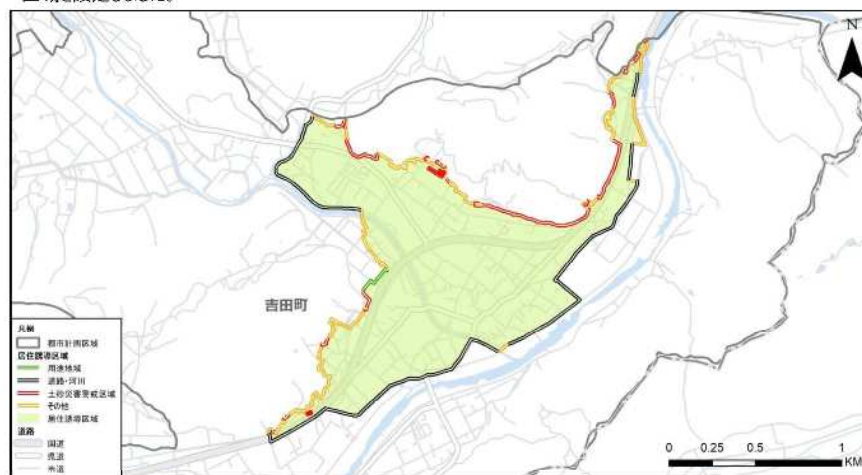 N
吉田町
凡例
都市計画区域
居住誘導区域
用途地域
道路・河川
土砂災害警戒区域
その他
居住誘導区域
道路
国道
県道
市道
0 0.25 0.5 1
KM